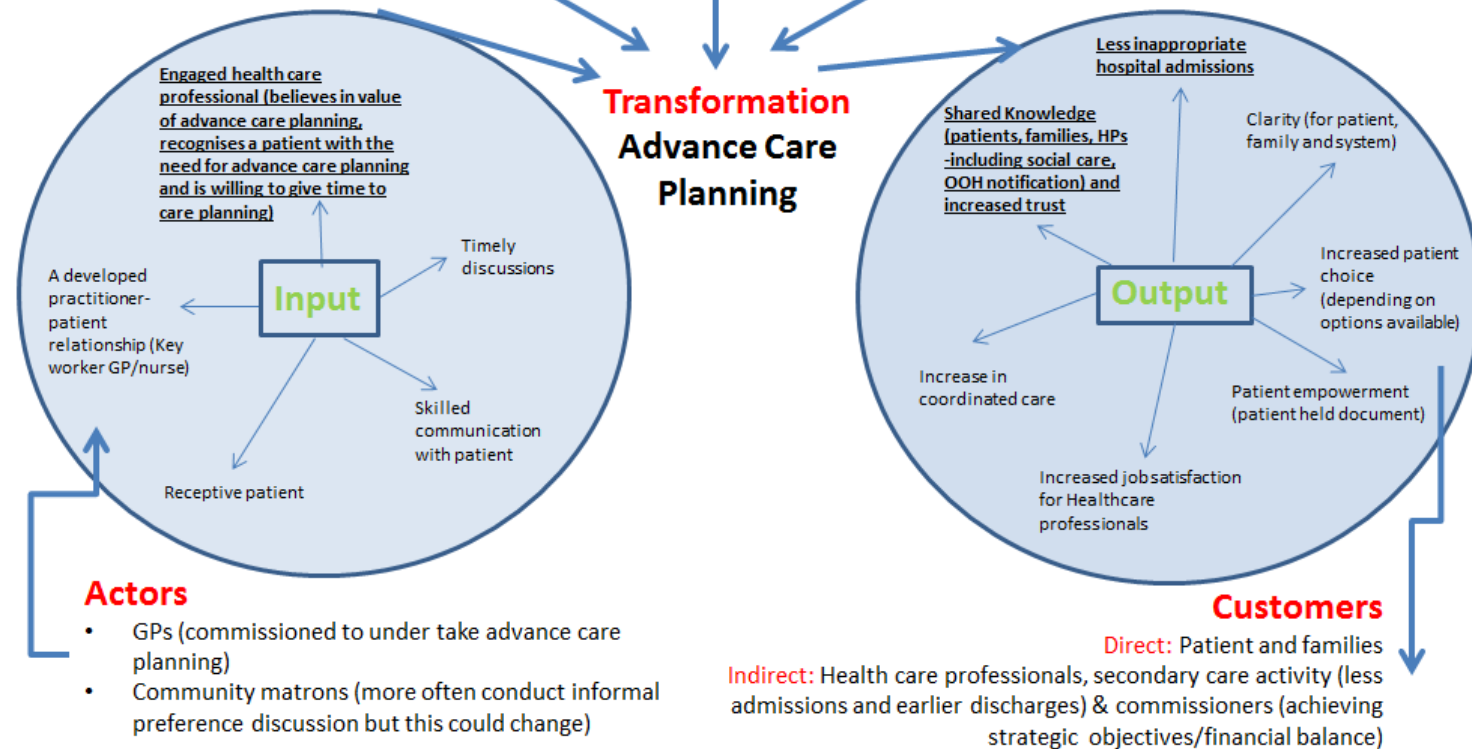 Engaged health care
professional (believes in value
of advance care planning,
recognises a patient with the
need for advance care planning
and is willing to give time to
care planning)
Timely
discussions
A developed
practitioner-
patient
relationship (Key
worker GP/nurse)
Input
Skilled
communication
with patient
Receptive patient
Transformation
Advance Care
Planning
Less inappropriate
hospital admissions
Shared Knowledge
(patients, families, HPs
-including social care,
OOH notification) and
increased trust
Clarity (for patient,
family and system)
Output
Increased patient
choice
(depending on
options available)
Increase in
coordinated care
Patient empowerment
(patient held document)
Increased job satisfaction
for Healthcare
professionals
Actors
• GPs (commissioned to under take advance care
planning)
• Community matrons (more often conduct informal
preference discussion but this could change)
Customers
Direct: Patient and families
Indirect: Health care professionals, secondary care activity (less
admissions and earlier discharges) & commissioners (achieving
strategic objectives/financial balance)